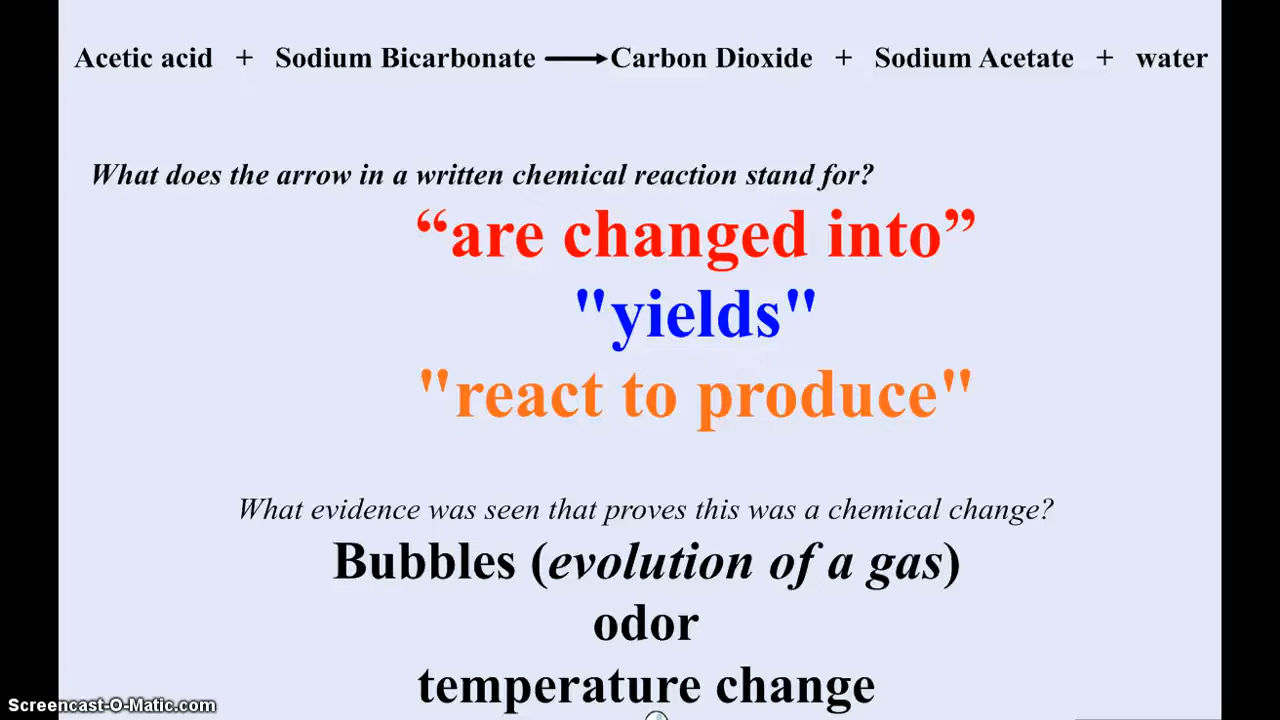 Acetic acid + Sodium Bicarbonate ⟶ Carbon Dioxide + Sodium Acetate + water
What does the arrow in a written chemical reaction stand for?
“are changed into”
"yields"
"react to produce"
What evidence was seen that proves this was a chemical change?
Bubbles (evolution of a gas)
odor
temperature change
Screencast-O-Matic.com